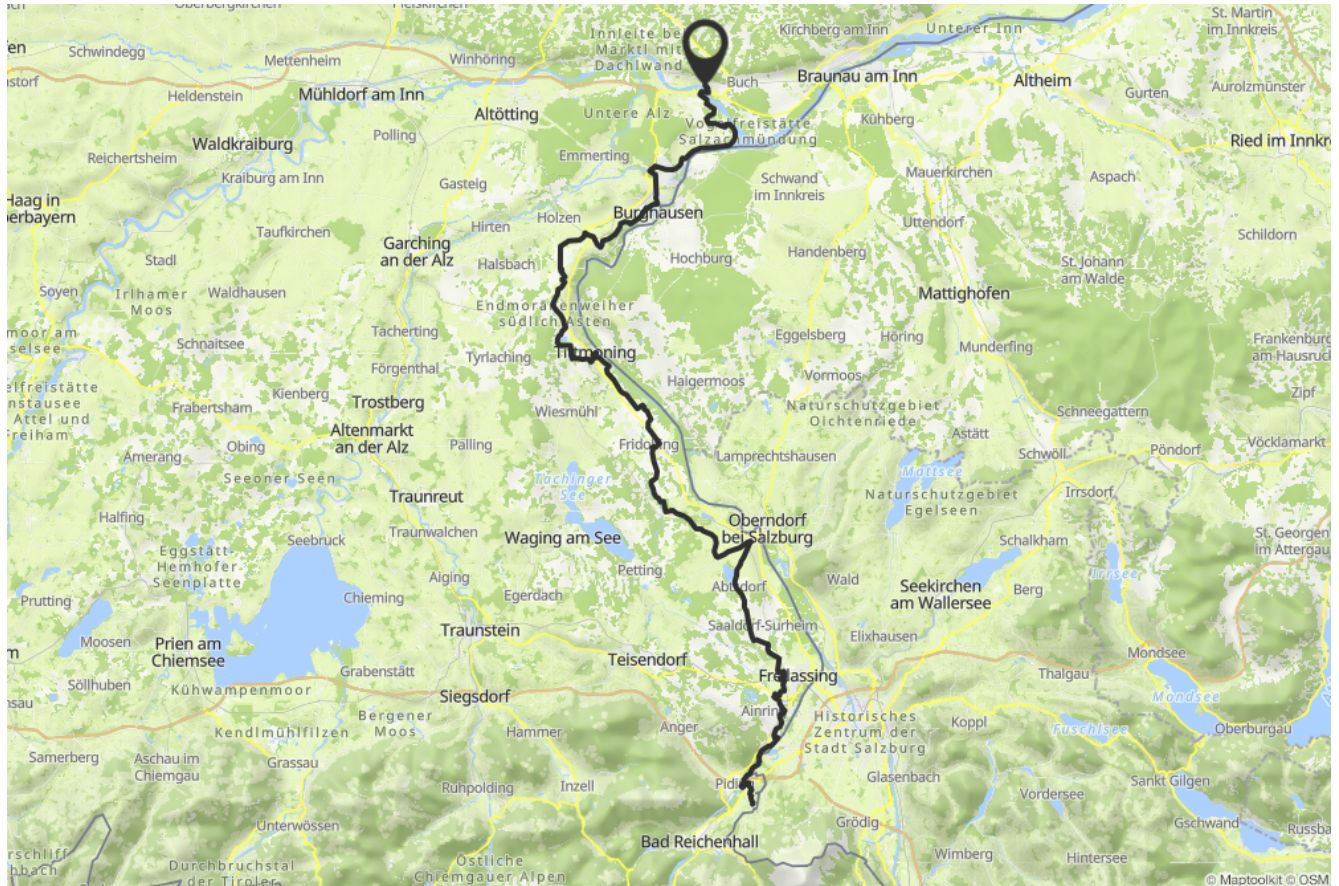 Oberbergkirchen
Schwindegg
Mettenheim
Winhöring
Innleite bei
Marktl mit
Dachlwand
Kirchberg am Inn
Unterer Inn
St. Martin
im Innkreis
Buch
Braunau am Inn
Altheim
Aurolzmünster
Gurten
Heldenstein
Mühldorf am Inn
Altötting
Untere Alz
Vogelfreistätte
Salzachmündung
Kühberg
Polling
Waldkraiburg
Reichertsheim
Kraiburg am Inn
Emmerting
Ried im Innkre
Mauerkirchen
Aspach
Schwand
im Innkreis
Gasteig
Haag in
berbayern
Taufkirchen
Holzen
Hirten
Burghausen
Uttendorf
Schildorn
Garching
an der Alz
Stadl
Halsbach
Hochburg
Handenberg
St. Johann
am Walde
Soyen
Irlhamer
Moos
Waldhausen
Endmoränenweiher
südlich Asten
Mattighofen
Schnaitsee
Tacherting
Tyrlaching
Tittmoning
Eggelsberg
Höring
Munderfing
Frankenburg
am Hausruck
Förgenthal
Haigermoos
Vormoos
Kienberg
Frabertsham
Trostberg
Wiesmühl
Naturschutzgebiet
Oichtenriede
Schneegattern
Zipf
Attel und
Freiham
Obing
Altenmarkt
an der Alz
Palling
Fridolfing
Astätt
Amerang
Lamprechtshausen
Schwöll
Pöndorf
Vöcklamarkt
Seeoner Seen
Tachinger
See
Mattsee
Traunreut
Naturschutzgebiet
Egelseen
Irrsdorf
Halfing
Oberndorf
bei Salzburg
Traunwalchen
Waging am See
Seebruck
Schalkham
St. Georgen
im Attergau
Eggstätt-
Hemhofer
Seenplatte
Petting
Irrsee
Aiging
Abtsdorf
Wald
Seekirchen
am Wallersee
Berg
Prutting
Chieming
Egerdach
Saaldorf-Surheim
Moosen
Prien am
Chiemsee
Traunstein
Elixhausen
Mondsee
Teisendorf
Grabenstätt
Freilassing
Thalgau
Söllhuben
Kühwampenmoor
Siegsdorf
Mondsee
Ainring
Historisches
Zentrum der
Stadt Salzburg
Bergener
Moos
Anger
Koppl
Fuschlsee
Oberburgau
Kendlmühlfilzen
Hammer
Samerberg
Aschau im
Chiemgau
Grassau
Glasenbach
Piding
Sankt Gilgen
Ruhpolding
Inzell
Vordersee
Unterwössen
Grödig
Gschwand
Bad Reichenhall
Wimberg
Hintersee
Durchbruchstal
der Tiroler
Östliche
Chiemgauer Alpen
© Maptoolkit © OSM